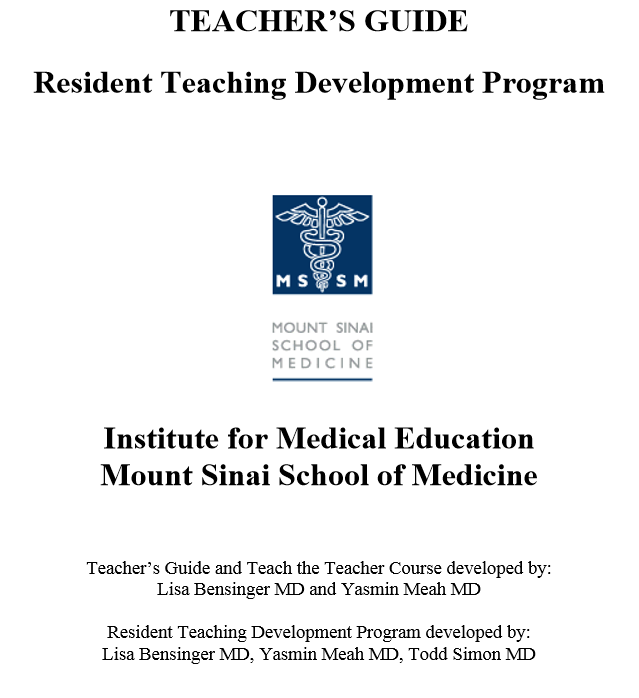 TEACHER’S GUIDE
Resident Teaching Development Program
MSSM
MOUNT SINAI
SCHOOL OF
MEDICINE
Institute for Medical Education
Mount Sinai School of Medicine
Teacher’s Guide and Teach the Teacher Course developed by:
Lisa Bensinger MD and Yasmin Meah MD
Resident Teaching Development Program developed by:
Lisa Bensinger MD, Yasmin Meah MD, Todd Simon MD